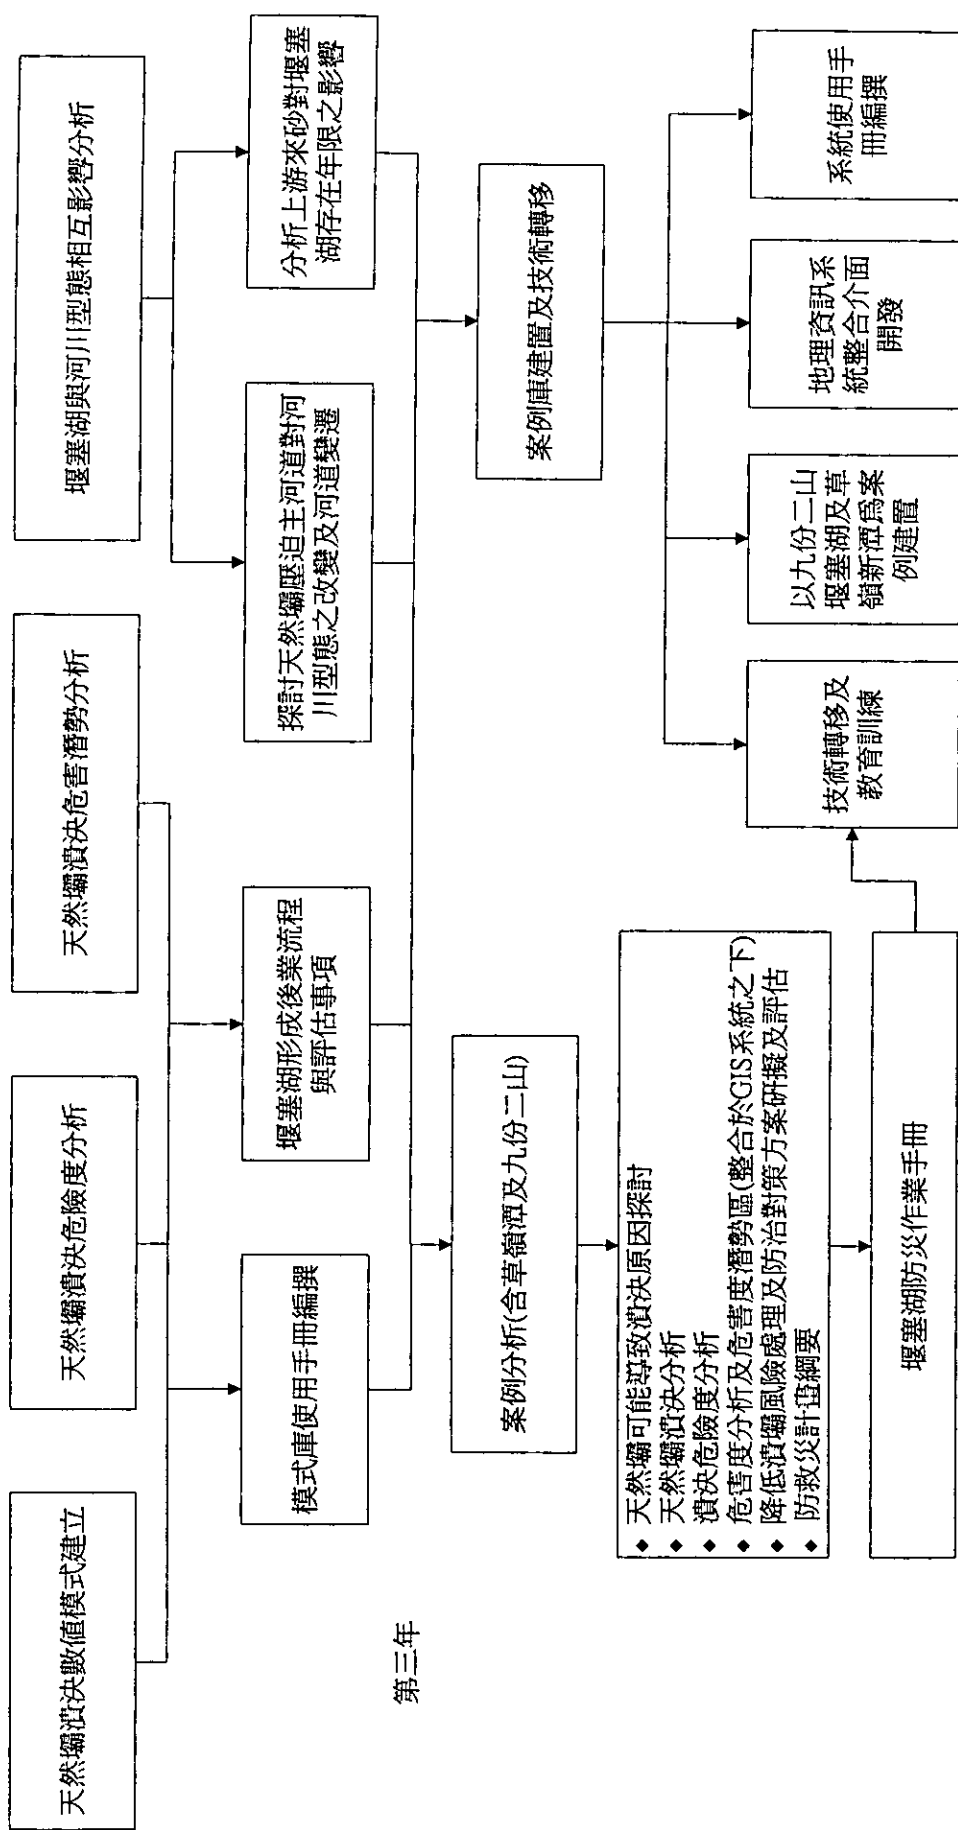 天然壩潰決數值模式建立
天然壩潰決危險度分析
天然壩潰決危害潛勢分析
堰塞湖與河川型態相互影響分析
模式庫使用手冊編撰
堰塞湖形成後業流程
與評估事項
探討天然壩壓迫主河道對河
川型態之改變及河道變遷
分析上游來砂對堰塞
湖存在年限之影響
第三年
案例分析(含草嶺潭及九份二山)
案例庫建置及技術轉移
◆ 天然壩可能導致潰決原因探討
◆ 天然壩潰決分析
◆ 潰決危險度分析
◆ 危害度分析及危害度潛勢區(整合於GIS系統之下)
◆ 降低潰壩風險處理及防治對策方案研擬及評估
◆ 防救災計畫綱要
技術轉移及
教育訓練
以九份二山
堰塞湖及草
嶺新潭為案
例建置
地理資訊系
統整合介面
開發
系統使用手
冊編撰
堰塞湖防災作業手冊